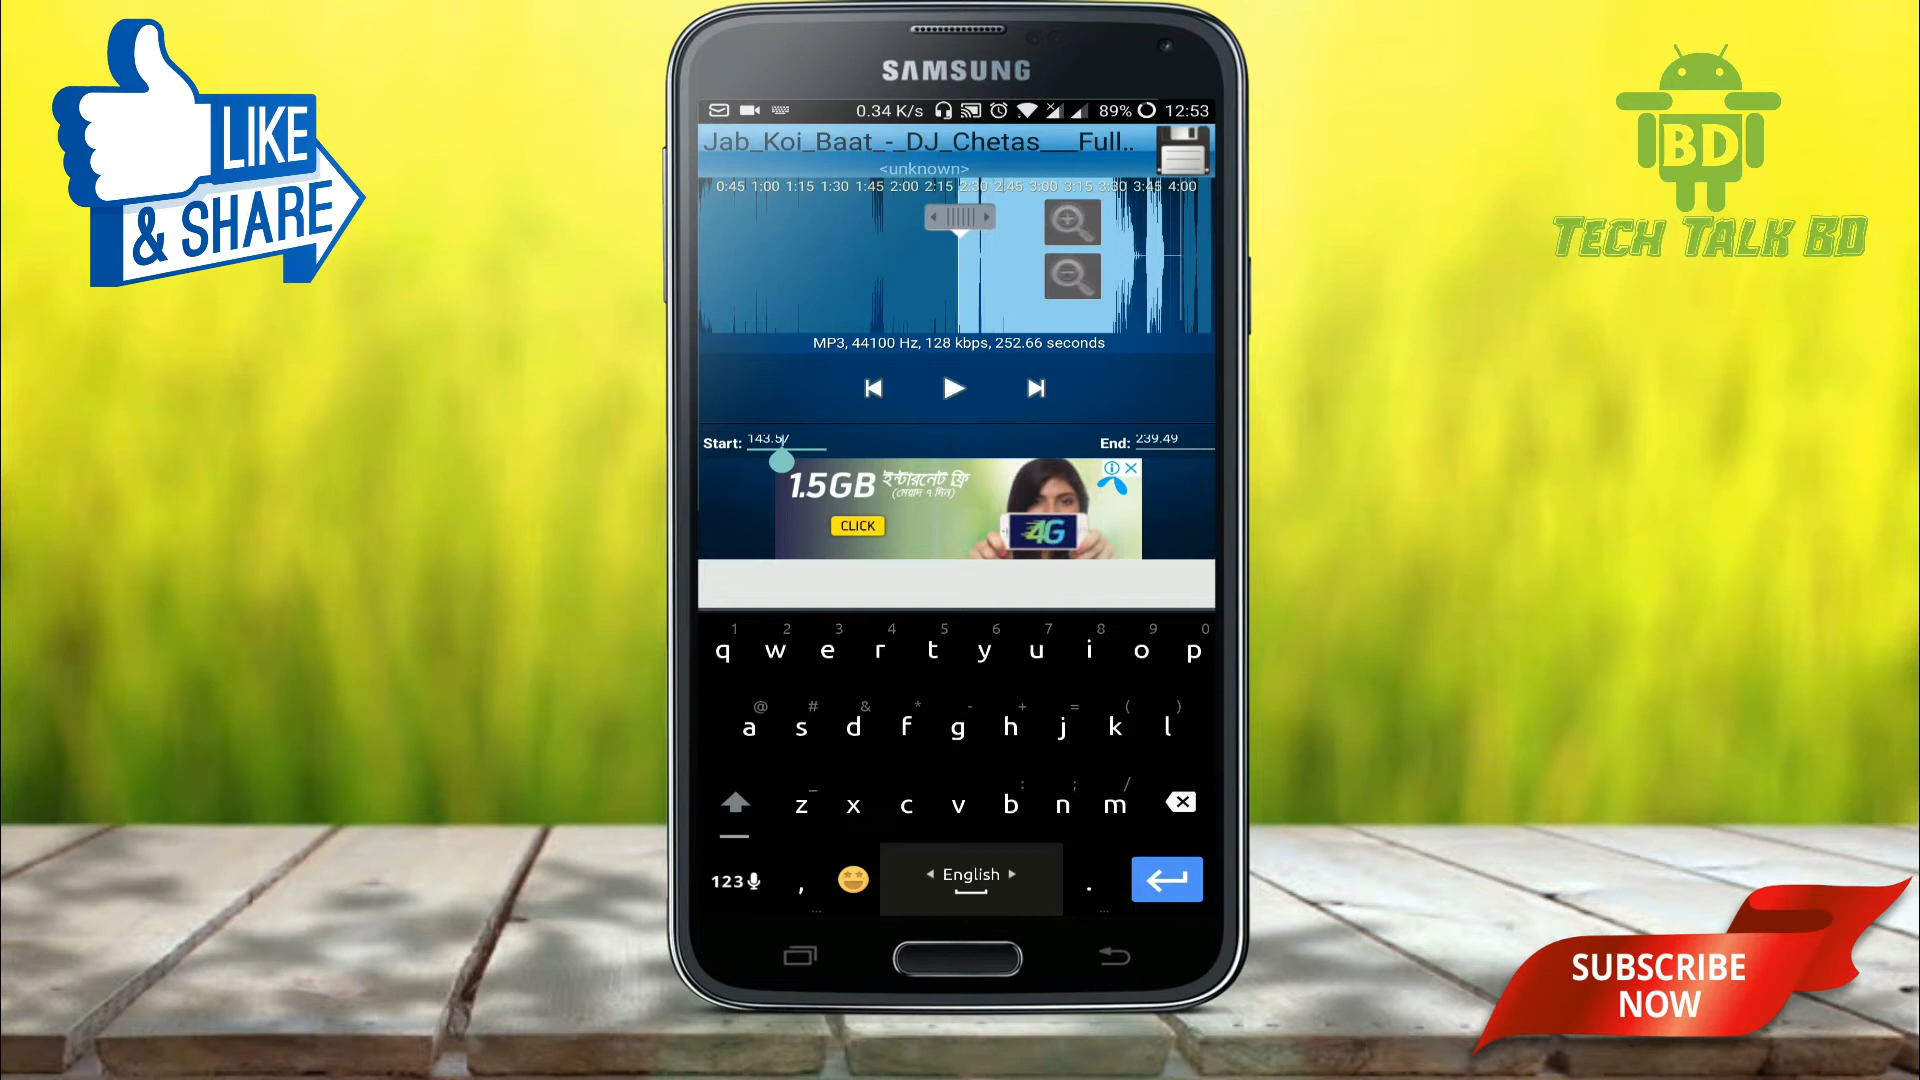 LIKE
& SHARE
SAMSUNG
0.34 K/s 89% 12:53
Jab_Koi_Baat_-_DJ_Chetas___Full..
<unknown>
0:45 1:00 1:15 1:30 1:45 2:00 2:15 2:30 2:45 3:00 3:15 3:30 3:45 4:00
MP3, 44100 Hz, 128 kbps, 252.66 seconds
Start: 143.57 End: 239.49
1.5GB ইন্টারনেট ফ্রি
(মেয়াদ ৭ দিন)
CLICK
4G
1 2 3 4 5 6 7 8 9 0
q w e r t y u i o p
@ # & * - + = ( )
a s d f g h j k l
_ : ; /
z x c v b n m
123 , English .
BD
TECH TALK BD
SUBSCRIBE
NOW